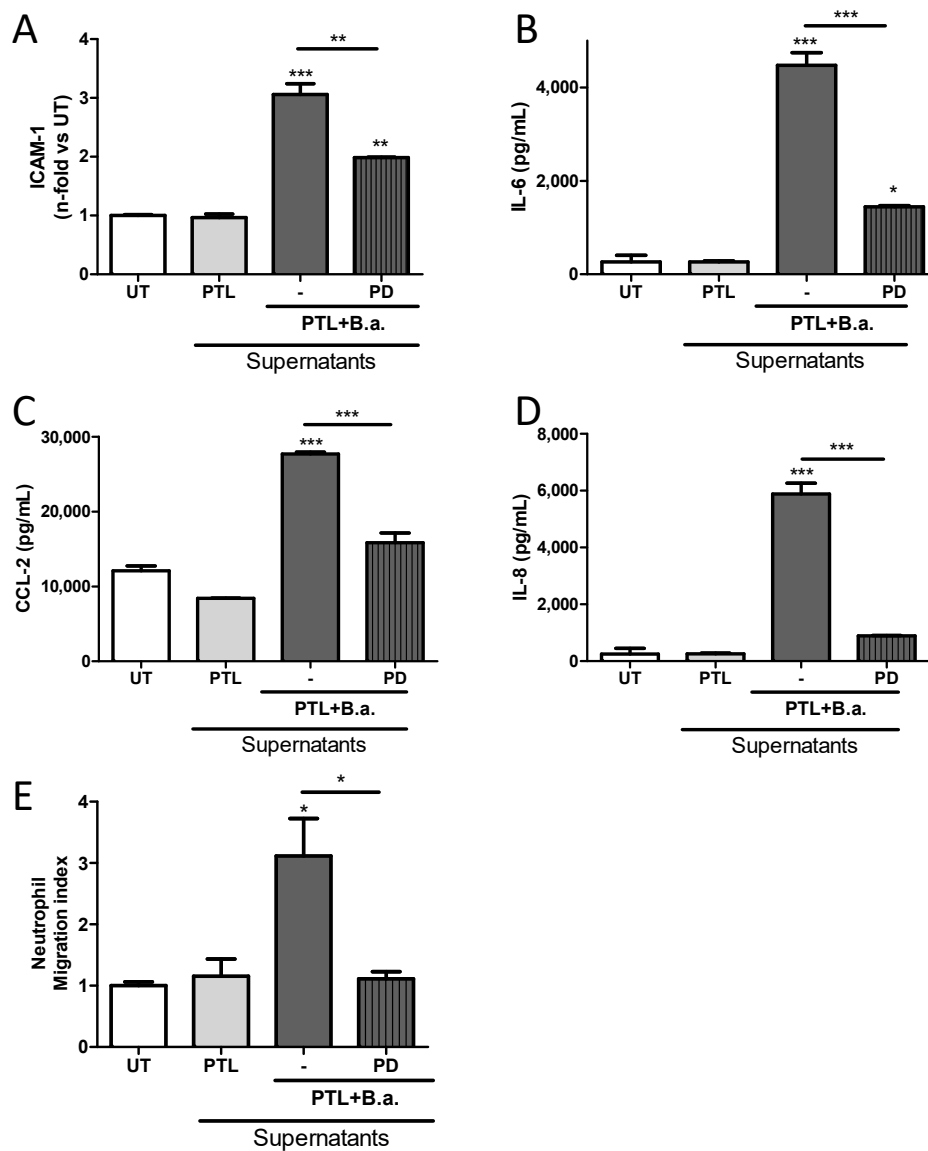 A
ICAM-1
(n-fold vs UT)
4
3
2
1
0
**
***
**
UT PTL - PD
PTL+B.a.
Supernatants
B
IL-6 (pg/mL)
4,000
2,000
0
***
***
*
UT PTL - PD
PTL+B.a.
Supernatants
C
CCL-2 (pg/mL)
30,000
20,000
10,000
0
***
***
UT PTL - PD
PTL+B.a.
Supernatants
D
IL-8 (pg/mL)
8,000
6,000
4,000
2,000
0
***
***
UT PTL - PD
PTL+B.a.
Supernatants
E
Neutrophil
Migration index
4
3
2
1
0
*
*
UT PTL - PD
PTL+B.a.
Supernatants